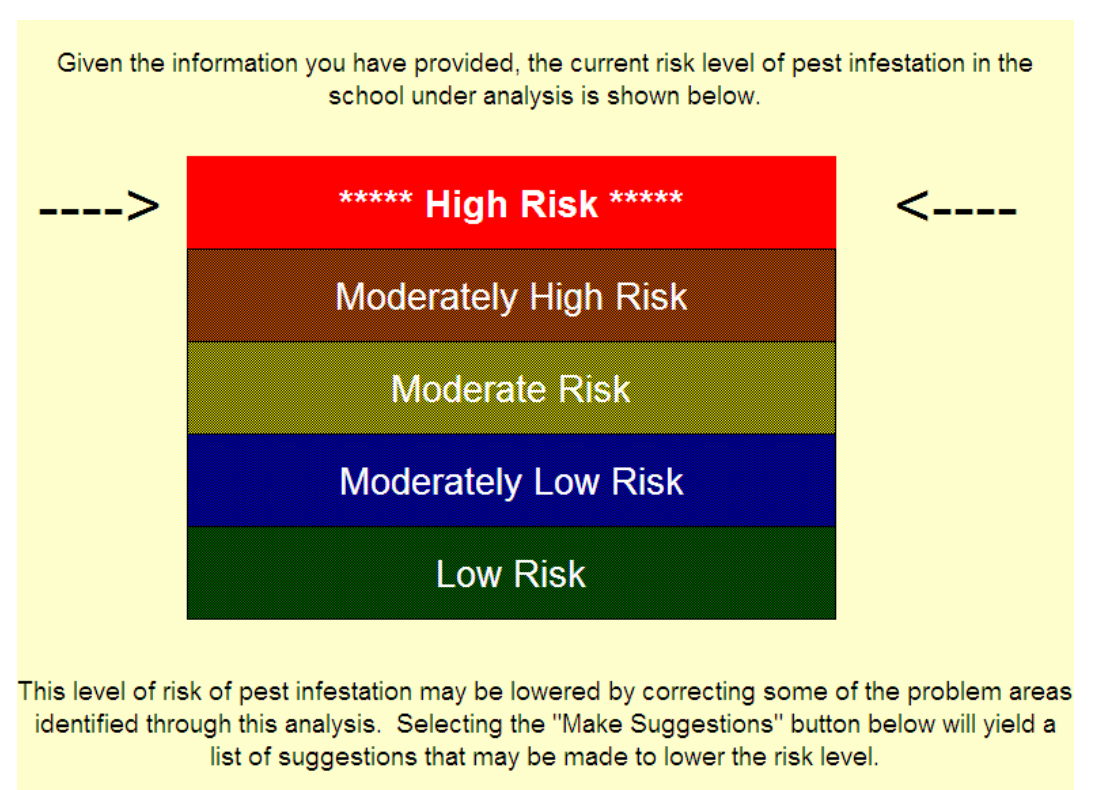 Given the information you have provided, the current risk level of pest infestation in the
school under analysis is shown below.
----> ***** High Risk ***** <----
Moderately High Risk
Moderate Risk
Moderately Low Risk
Low Risk
This level of risk of pest infestation may be lowered by correcting some of the problem areas
identified through this analysis.  Selecting the "Make Suggestions" button below will yield a
list of suggestions that may be made to lower the risk level.